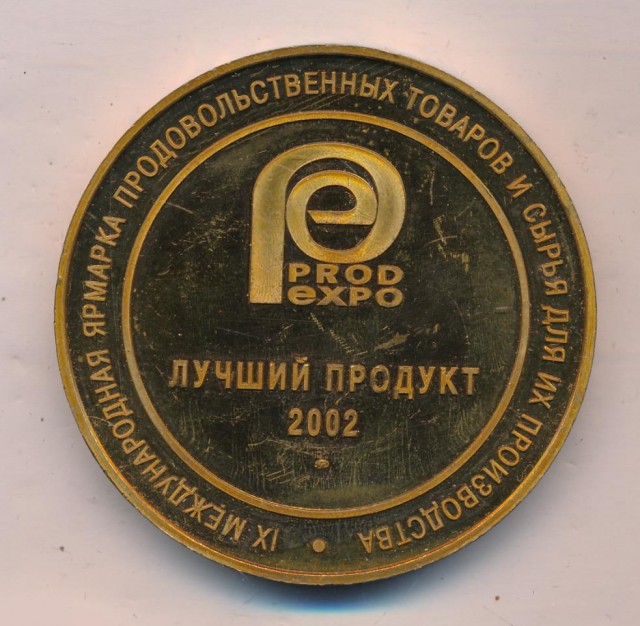 IX МЕЖДУНАРОДНАЯ ЯРМАРКА ПРОДОВОЛЬСТВЕННЫХ ТОВАРОВ И СЫРЬЯ ДЛЯ ИХ ПРОИЗВОДСТВА
PROD
eXPO
ЛУЧШИЙ ПРОДУКТ
2002